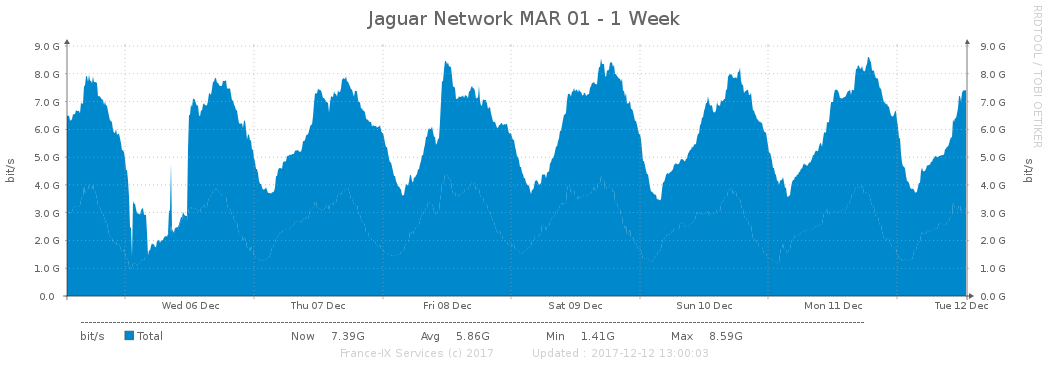 Jaguar Network MAR 01 - 1 Week
RRDTOOL / TOBI OETIKER
9.0 G 9.0 G
8.0 G 8.0 G
7.0 G 7.0 G
6.0 G 6.0 G
5.0 G 5.0 G
4.0 G 4.0 G
3.0 G 3.0 G
2.0 G 2.0 G
1.0 G 1.0 G
0.0 0.0 G
bit/s bit/s
Wed 06 Dec Thu 07 Dec Fri 08 Dec Sat 09 Dec Sun 10 Dec Mon 11 Dec Tue 12 Dec
bit/s Total Now 7.39G Avg 5.86G Min 1.41G Max 8.59G
France-IX Services (c) 2017 Updated : 2017-12-12 13:00:03